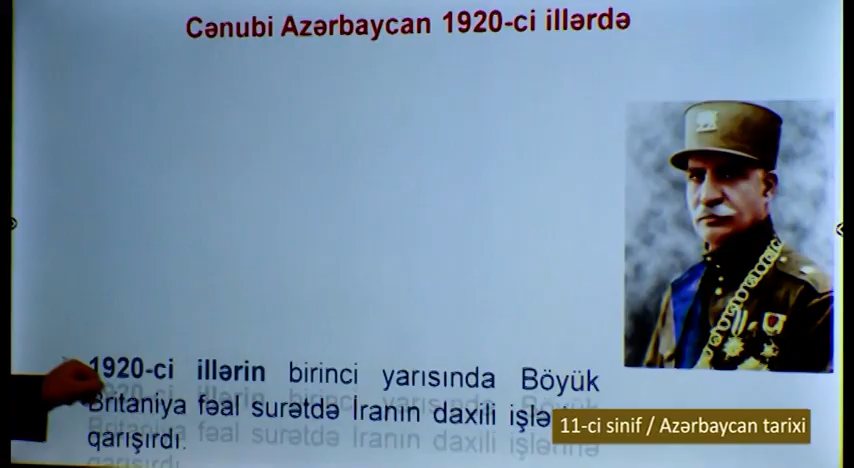 Cənubi Azərbaycan 1920-ci illərdə
1920-ci illərin birinci yarısında Böyük
Britaniya fəal surətdə İranın daxili
qarışırdı.
11-ci sinif / Azərbaycan tarixi